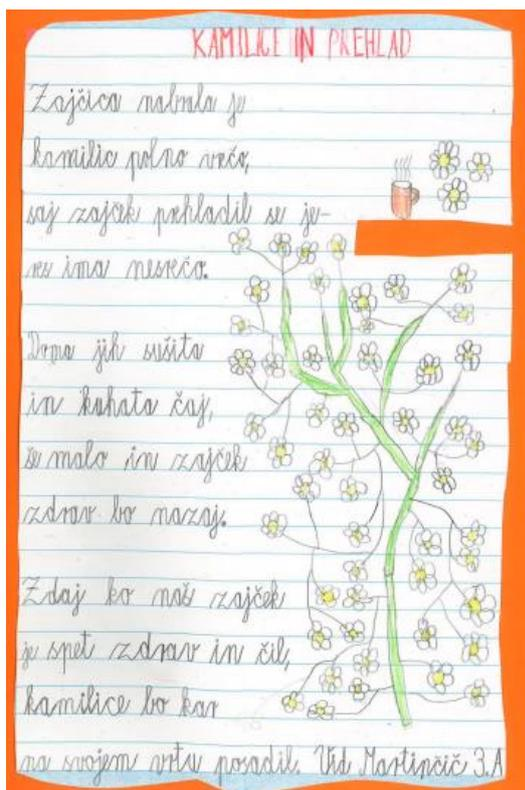 KAMILICE IN PREHLAD
Zajčica nabrala je
kamilic polno vrečo,
saj zajček prehladil se je-
res ima nesrečo.
Doma jih sušita
in kuhata čaj,
še malo in zajček
zdrav bo nazaj.
Zdaj ko naš zajček
je spet zdrav in čil,
kamilice bo kar
na svojem vrtu posadil. Vid Martinčič 3.A